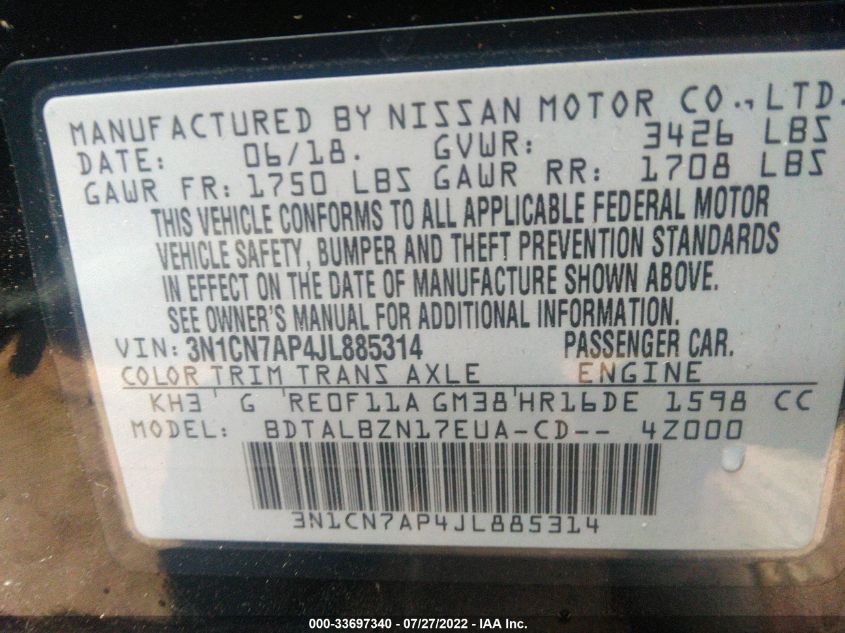 MANUFACTURED BY NISSAN MOTOR CO., LTD.
DATE: 06/18. GVWR: 3426 LBS
GAWR FR: 1750 LBS GAWR RR: 1708 LBS
THIS VEHICLE CONFORMS TO ALL APPLICABLE FEDERAL MOTOR
VEHICLE SAFETY, BUMPER AND THEFT PREVENTION STANDARDS
IN EFFECT ON THE DATE OF MANUFACTURE SHOWN ABOVE.
SEE OWNER'S MANUAL FOR ADDITIONAL INFORMATION.
VIN: 3N1CN7AP4JL885314 PASSENGER CAR.
COLOR TRIM TRANS AXLE ENGINE
KH3 G RE0F11A GM38 HR16DE 1598 CC
MODEL: BDTALBZN17EUA-CD-- 4Z000
3N1CN7AP4JL885314
000-33697340 / 07/27/2022 - IAA Inc.